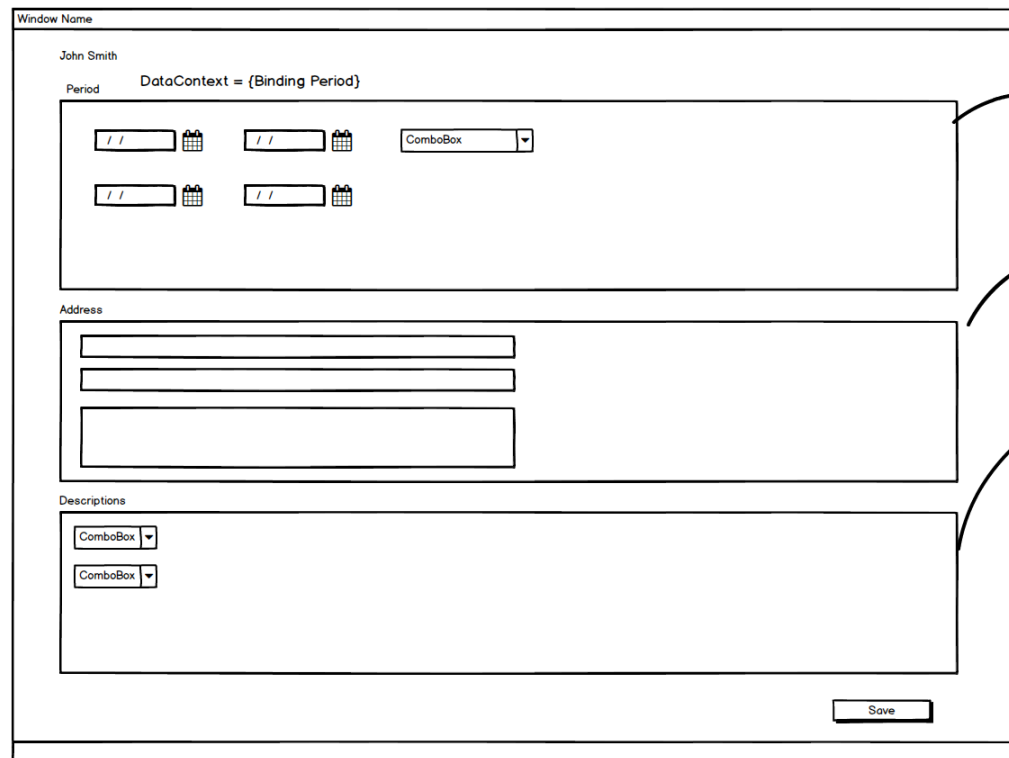 Window Name
John Smith
Period DataContext = {Binding Period}
/ / / / ComboBox
/ / / /
Address
Descriptions
ComboBox
ComboBox
Save